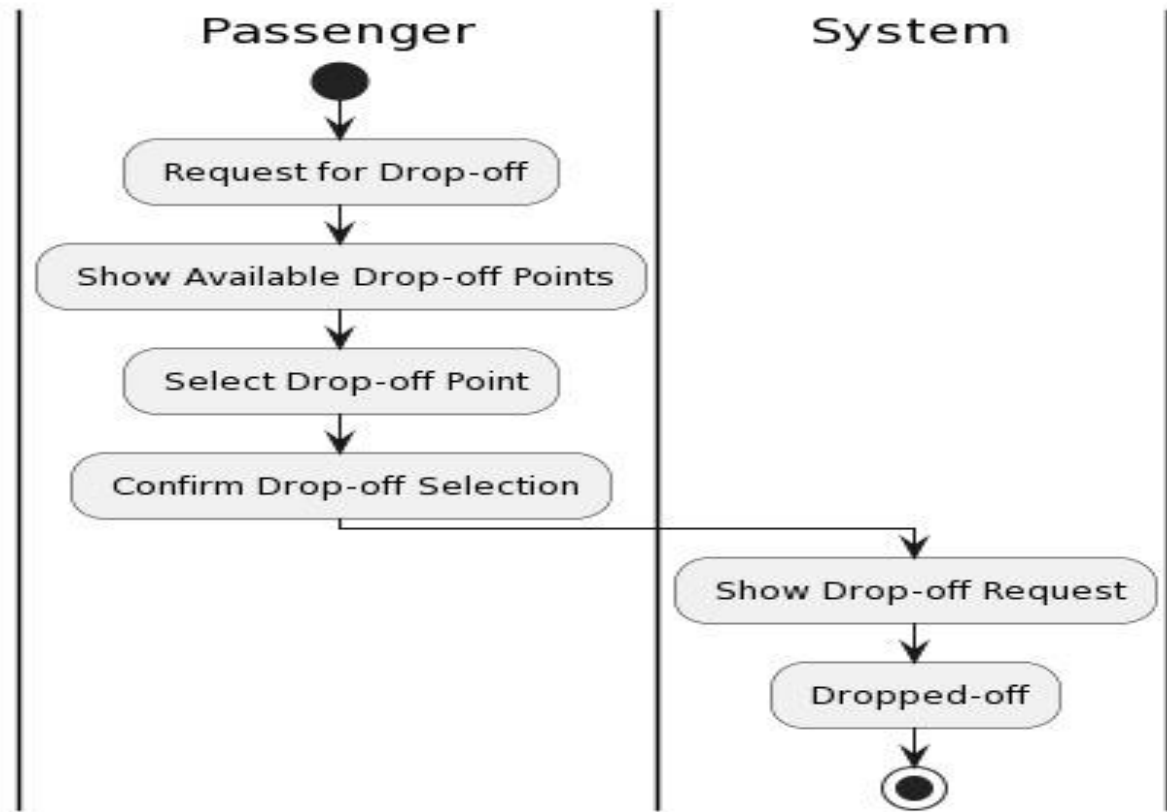 Passenger
System
Request for Drop-off
Show Available Drop-off Points
Select Drop-off Point
Confirm Drop-off Selection
Show Drop-off Request
Dropped-off